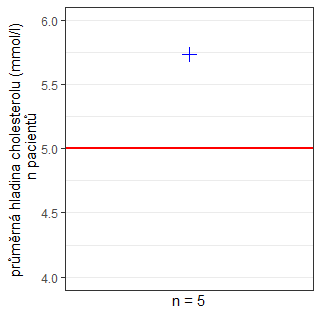 průměrná hladina cholesterolu (mmol/l)
n pacientů
6.0
5.5
5.0
4.5
4.0
n = 5